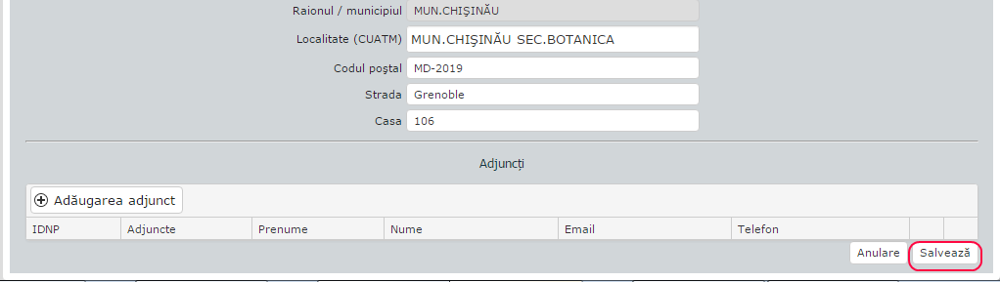 Raionul / municipiul MUN.CHIŞINĂU
Localitate (CUATM) MUN.CHIŞINĂU SEC.BOTANICA
Codul poştal MD-2019
Strada Grenoble
Casa 106
Adjuncți
Adăugarea adjunct
IDNP Adjuncte Prenume Nume Email Telefon
Anulare Salvează